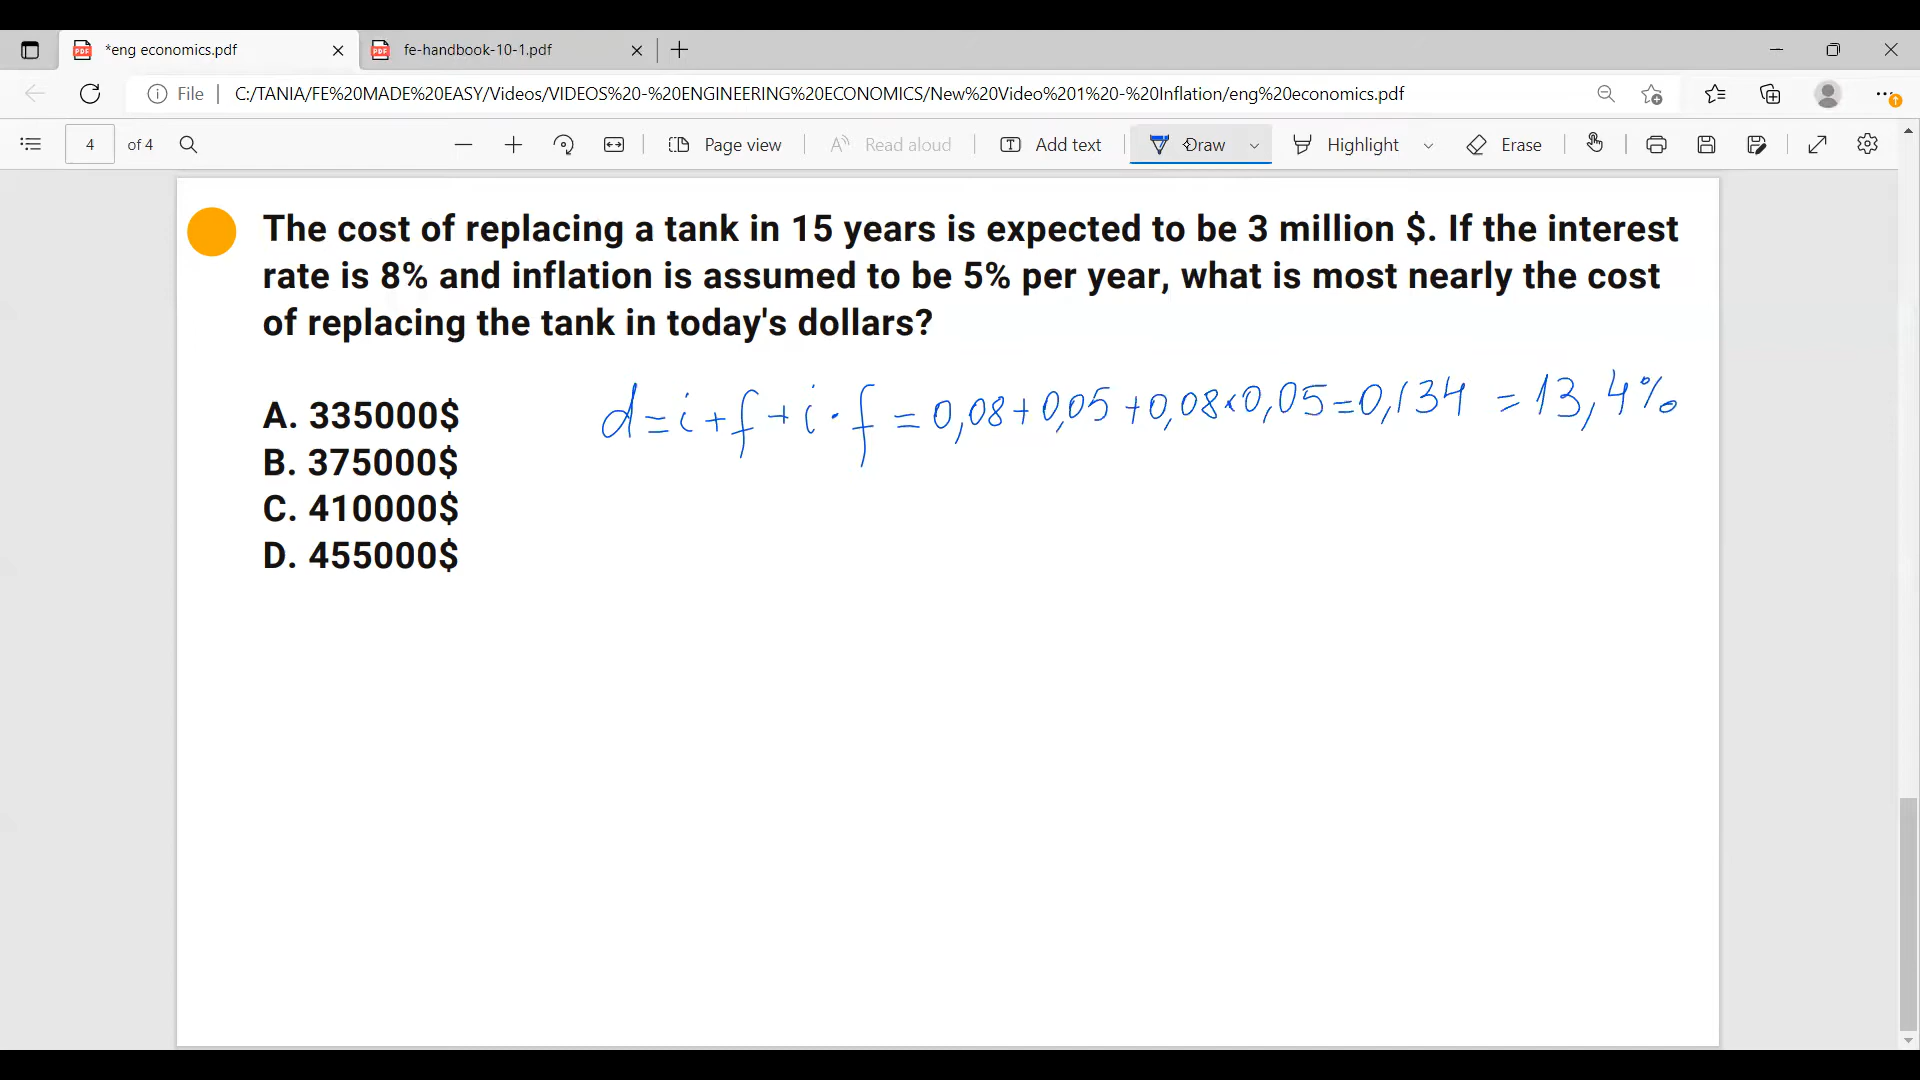 *eng economics.pdf
fe-handbook-10-1.pdf
File
C:/TANIA/FE%20MADE%20EASY/Videos/VIDEOS%20-%20ENGINEERING%20ECONOMICS/New%20Video%201%20-%20Inflation/eng%20economics.pdf
4 of 4 Page view Read aloud Add text Draw Highlight Erase
The cost of replacing a tank in 15 years is expected to be 3 million $. If the interest
rate is 8% and inflation is assumed to be 5% per year, what is most nearly the cost
of replacing the tank in today's dollars?
d=i+f+i·f=0,08+0,05+0,08×0,05=0,134 =13,4%
A. 335000$
B. 375000$
C. 410000$
D. 455000$